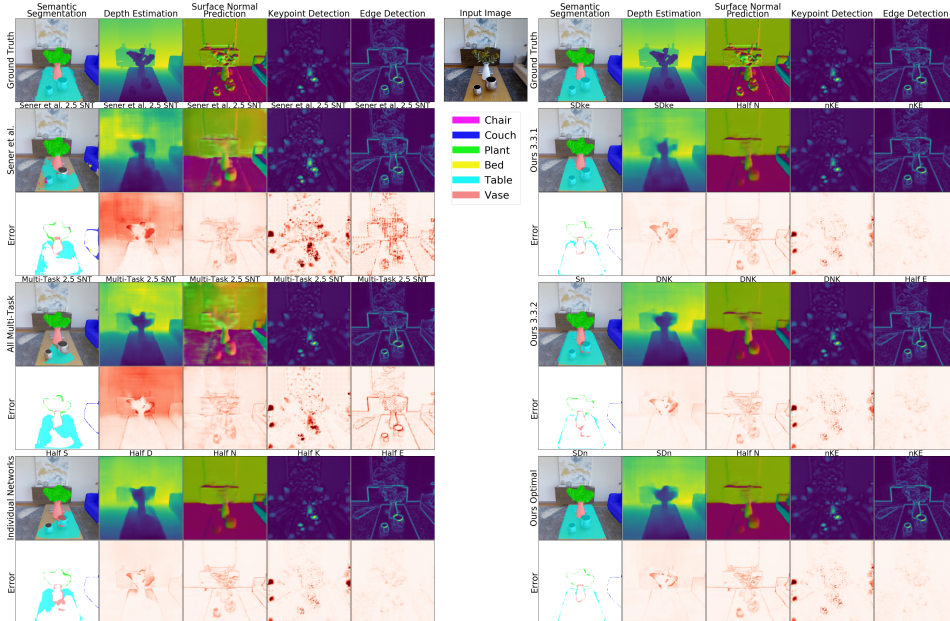 Semantic Segmentation
Depth Estimation
Surface Normal Prediction
Keypoint Detection
Edge Detection
Input Image
Semantic Segmentation
Depth Estimation
Surface Normal Prediction
Keypoint Detection
Edge Detection
Ground Truth
Ground Truth
Sener et al. 2.5 SNT
Sener et al. 2.5 SNT
Sener et al. 2.5 SNT
Sener et al. 2.5 SNT
Sener et al. 2.5 SNT
SDke
SDke
Half N
nKE
nKE
Sener et al.
Chair
Couch
Plant
Bed
Table
Vase
Ours 3.3.1
Error
Error
Multi-Task 2.5 SNT
Multi-Task 2.5 SNT
Multi-Task 2.5 SNT
Multi-Task 2.5 SNT
Multi-Task 2.5 SNT
Sn
DNK
DNK
DNK
Half E
All Multi-Task
Ours 3.3.2
Error
Error
Half S
Half D
Half N
Half K
Half E
SDn
SDn
Half N
nKE
nKE
Individual Networks
Ours Optimal
Error
Error